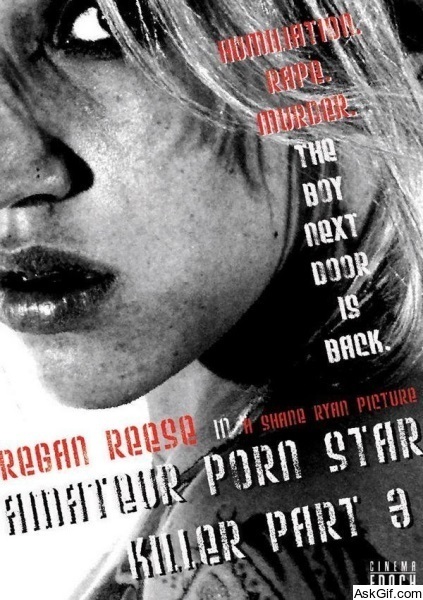 HUMILIATION.
RAPE.
MURDER.
THE
BOY
NEXT
DOOR
IS
BACK.
REGAN REESE IN A SHANE RYAN PICTURE
AMATEUR PORN STAR
KILLER PART 3
CINEMA
EPOCH
AskGif.com